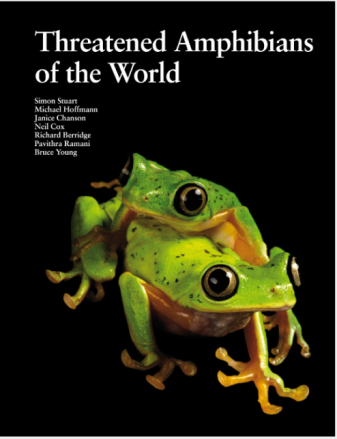 Threatened Amphibians
of the World
Simon Stuart
Michael Hoffmann
Janice Chanson
Neil Cox
Richard Berridge
Pavithra Ramani
Bruce Young